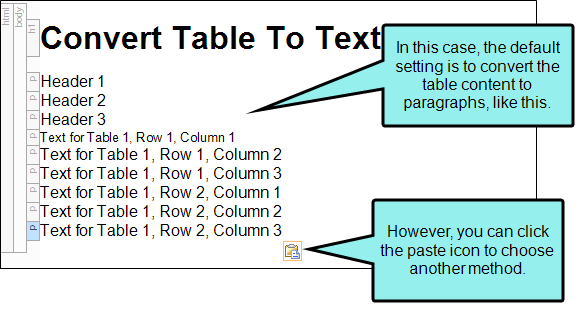 html
body
h1
Convert Table To Text
In this case, the default
setting is to convert the
table content to
paragraphs, like this.
p
Header 1
p
Header 2
p
Header 3
p
Text for Table 1, Row 1, Column 1
p
Text for Table 1, Row 1, Column 2
p
Text for Table 1, Row 1, Column 3
p
Text for Table 1, Row 2, Column 1
p
Text for Table 1, Row 2, Column 2
p
Text for Table 1, Row 2, Column 3
However, you can click
the paste icon to choose
another method.